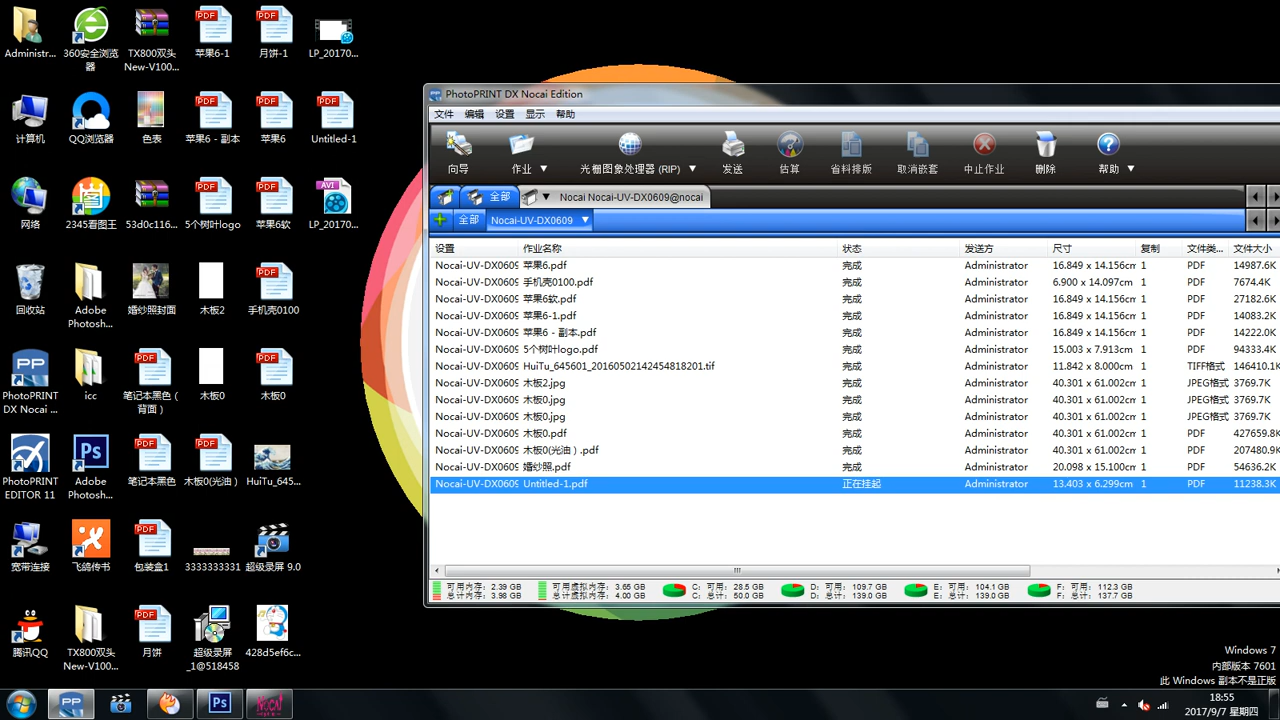 Administr...
360安全浏览器
TX800双头 New-V100...
苹果6-1
月饼-1
LP_20170...
计算机
QQ浏览器
色表
苹果6 - 副本
苹果6
Untitled-1
网络
2345看图王
53d0c116...
5个树叶logo
苹果6软
LP_20170...
回收站
Adobe Photosh...
婚纱照封面
木板2
手机壳0100
PhotoPRINT DX Nocai ...
icc
笔记本黑色（背面）
木板0
木板0
PhotoPRINT EDITOR 11
Adobe Photosh...
笔记本黑色
木板0(光油）
HuiTu_645...
宽带连接
飞鸽传书
包装盒1
3333333331
超级录屏 9.0
腾讯QQ
TX800双头 New-V100...
月饼
超级录屏_1@518458
428d5ef6c...
PhotoPRINT DX Nocai Edition
编辑 设置 显示 帮助
向导 作业 光栅图象处理器(RIP) 发送 估算 省料排版 嵌套 中止作业 删除 帮助
全部
全部 Nocai-UV-DX0609
设置 作业名称 状态 发送方 尺寸 复制 文件类... 文件大小
Nocai-UV-DX0609 苹果6.pdf 完成 Administrator 16.849 x 14.156cm 1 PDF 14987.6K
Nocai-UV-DX0609 手机壳0100.pdf 完成 Administrator 6.900 x 14.097cm 1 PDF 7674.4K
Nocai-UV-DX0609 苹果6软.pdf 完成 Administrator 16.849 x 14.156cm 1 PDF 27182.6K
Nocai-UV-DX0609 苹果6-1.pdf 完成 Administrator 16.849 x 14.156cm 1 PDF 14083.2K
Nocai-UV-DX0609 苹果6 - 副本.pdf 完成 Administrator 16.849 x 14.156cm 1 PDF 14222.0K
Nocai-UV-DX0609 5个树叶logo.pdf 完成 Administrator 15.003 x 7.913cm 1 PDF 12423.4K
Nocai-UV-DX0609 完成 Administrator 1 TIFF格式 146410.1K
Nocai-UV-DX0609 木板2.jpg 完成 Administrator 40.301 x 61.002cm 1 JPEG格式 3769.7K
Nocai-UV-DX0609 木板0.jpg 完成 Administrator 40.301 x 61.002cm 1 JPEG格式 3769.7K
Nocai-UV-DX0609 木板0.jpg 完成 Administrator 40.301 x 61.002cm 1 JPEG格式 3769.7K
Nocai-UV-DX0609 木板0.pdf 完成 Administrator 40.301 x 61.002cm 1 PDF 427659.8K
Nocai-UV-DX0609 木板0(光油）.pdf 完成 Administrator 40.301 x 61.002cm 1 PDF 207480.9K
Nocai-UV-DX0609 婚纱照.pdf 完成 Administrator 20.098 x 15.100cm 1 PDF 54636.2K
Nocai-UV-DX0609 Untitled-1.pdf 正在挂起 Administrator 13.403 x 6.299cm 1 PDF 11238.3K
可用内存: 2.39 GB 可用虚拟内存: 3.65 GB C: 可用: 28.5 GB D: 可用: 109.7 GB E: 可用: 104.1 GB F: 可用: 112.3 GB
总计内存: 3.98 GB 总计虚拟内存: 4.00 GB C: 总计: 50.0 GB D: 总计: 139.0 GB E: 总计: 139.0 GB F: 总计: 137.7 GB
Windows 7
内部版本 7601
此 Windows 副本不是正版
18:55
2017/9/7 星期四